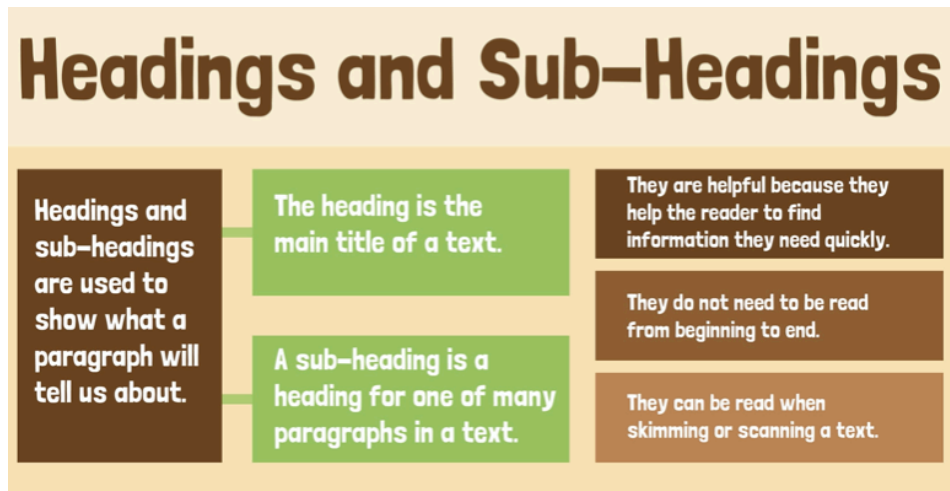 Headings and Sub-Headings
Headings and
sub-headings
are used to
show what a
paragraph will
tell us about.
The heading is the
main title of a text.
A sub-heading is a
heading for one of many
paragraphs in a text.
They are helpful because they
help the reader to find
information they need quickly.
They do not need to be read
from beginning to end.
They can be read when
skimming or scanning a text.